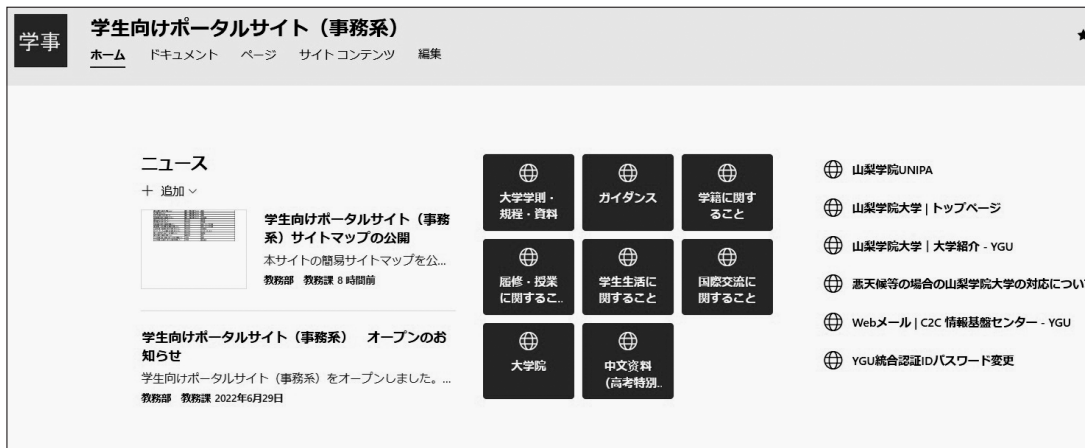 学事
学生向けポータルサイト（事務系）
ホーム ドキュメント ページ サイト コンテンツ 編集
ニュース
＋ 追加
学生向けポータルサイト（事務
系）サイトマップの公開
本サイトの簡易サイトマップを公...
教務部 教務課 8 時間前
学生向けポータルサイト（事務系） オープンのお
知らせ
学生向けポータルサイト（事務系）をオープンしました。...
教務部 教務課 2022年6月29日
大学学則・
規程・資料
ガイダンス
学籍に関す
ること
履修・授業
に関するこ..
学生生活に
関すること
国際交流に
関すること
大学院
中文资料
（高考特別..
山梨学院UNIPA
山梨学院大学 | トップページ
山梨学院大学｜大学紹介 - YGU
悪天候等の場合の山梨学院大学の対応につい
Webメール | C2C 情報基盤センター - YGU
YGU統合認証IDパスワード変更